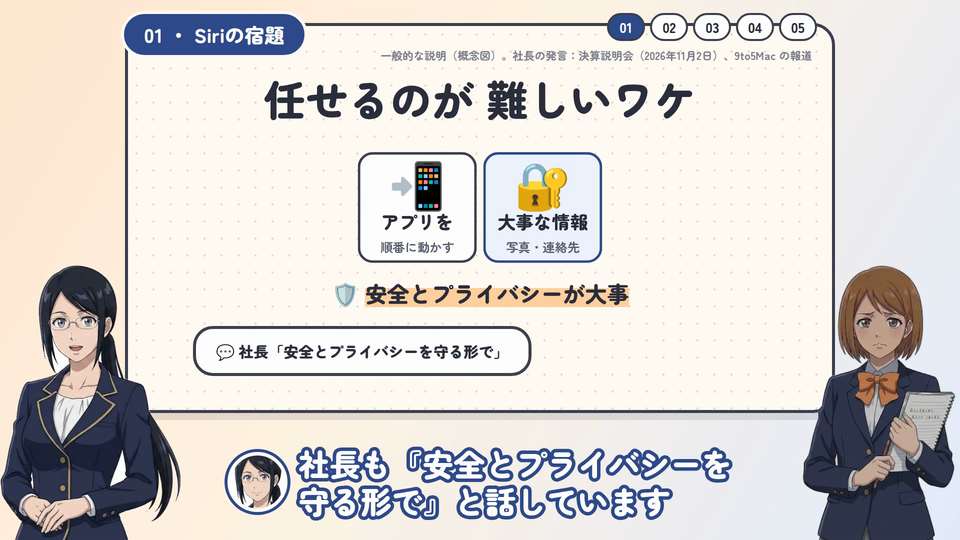 01 ・ Siriの宿題
01 02 03 04 05
一般的な説明（概念図）。社長の発言：決算説明会（2026年11月2日）、9to5Mac の報道
任せるのが 難しいワケ
アプリを
順番に動かす
大事な情報
写真・連絡先
安全とプライバシーが大事
社長「安全とプライバシーを守る形で」
社長も『安全とプライバシーを
守る形で』と話しています